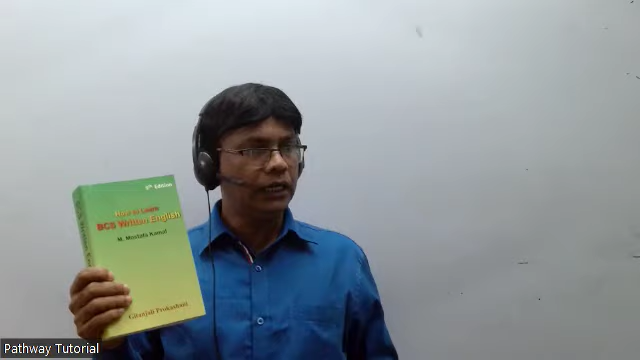 5th Edition
How to Learn
BCS Written English
M. Mostafa Kamal
Gitanjali Prokashani
Pathway Tutorial